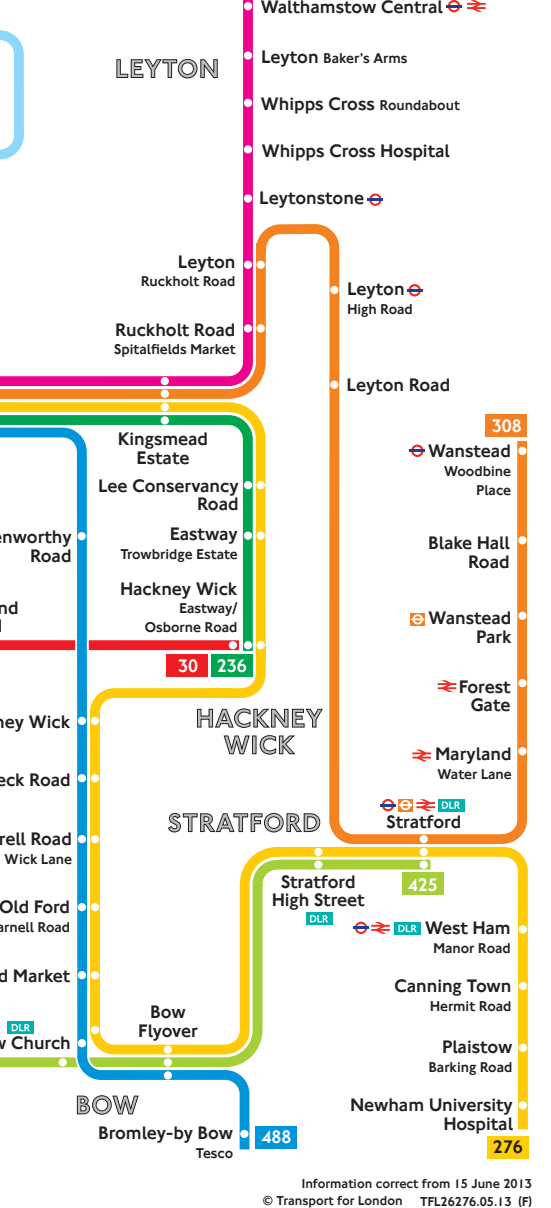 Walthamstow Central
LEYTON
Leyton Baker's Arms
Whipps Cross Roundabout
Whipps Cross Hospital
Leytonstone
Leyton
Ruckholt Road
Leyton
High Road
Ruckholt Road
Spitalfields Market
Leyton Road
308
Kingsmead
Estate
Wanstead
Woodbine
Place
Lee Conservancy
Road
enworthy
Road
Eastway
Trowbridge Estate
Blake Hall
Road
Hackney Wick
Eastway/
Osborne Road
nd
Wanstead
Park
30
236
Forest
Gate
ney Wick
HACKNEY
WICK
Maryland
Water Lane
eck Road
DLR
Stratford
STRATFORD
rell Road
Wick Lane
425
Stratford
High Street
DLR
Old Ford
arnell Road
DLR West Ham
Manor Road
d Market
Canning Town
Hermit Road
Bow
Flyover
DLR
w Church
Plaistow
Barking Road
BOW
Newham University
Hospital
Bromley-by Bow
Tesco
488
276
Information correct from 15 June 2013
© Transport for London TFL26276.05.13 (F)